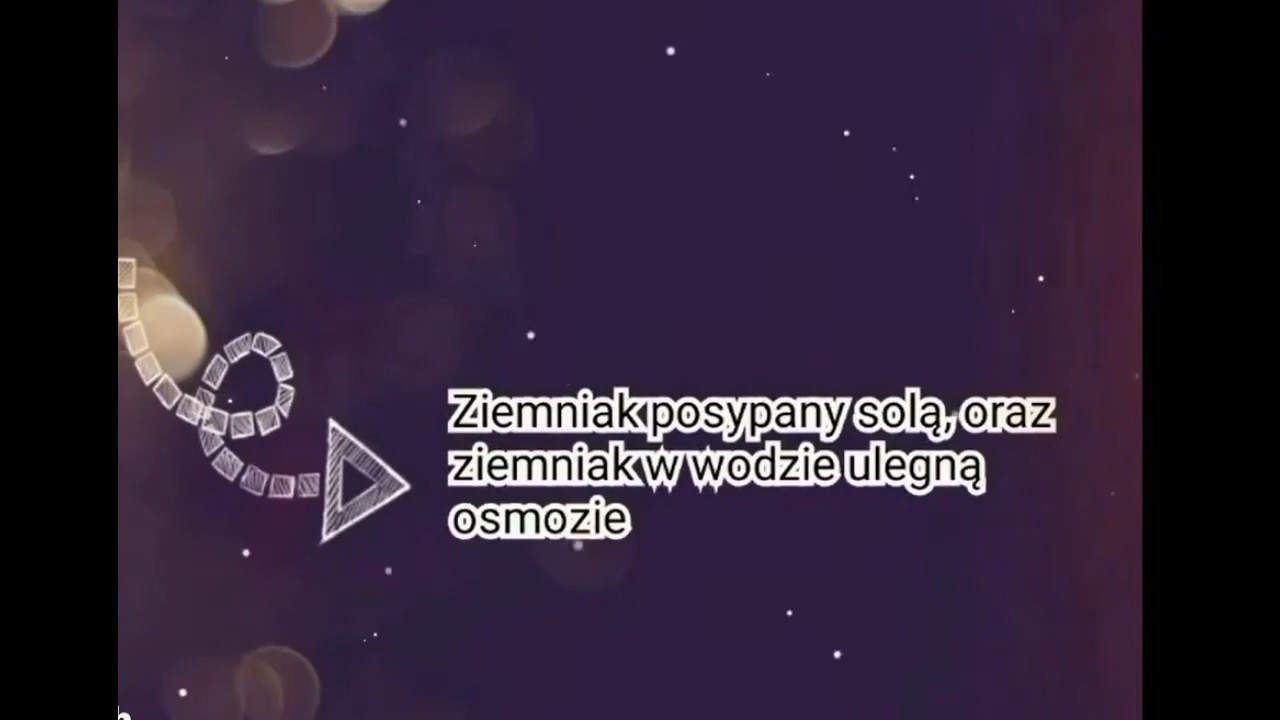 Ziemniak posypany solą, oraz
ziemniak w wodzie ulegną
osmozie